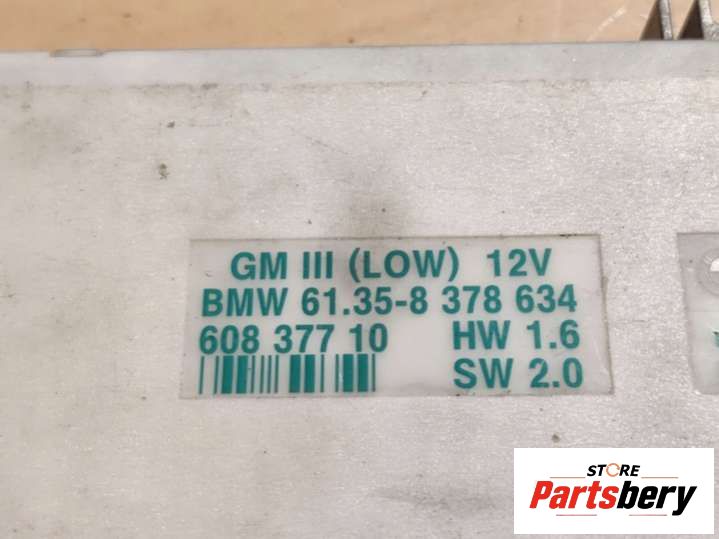 GM III (LOW) 12V
BMW 61.35-8 378 634
608 377 10 HW 1.6
SW 2.0
STORE
Partsbery